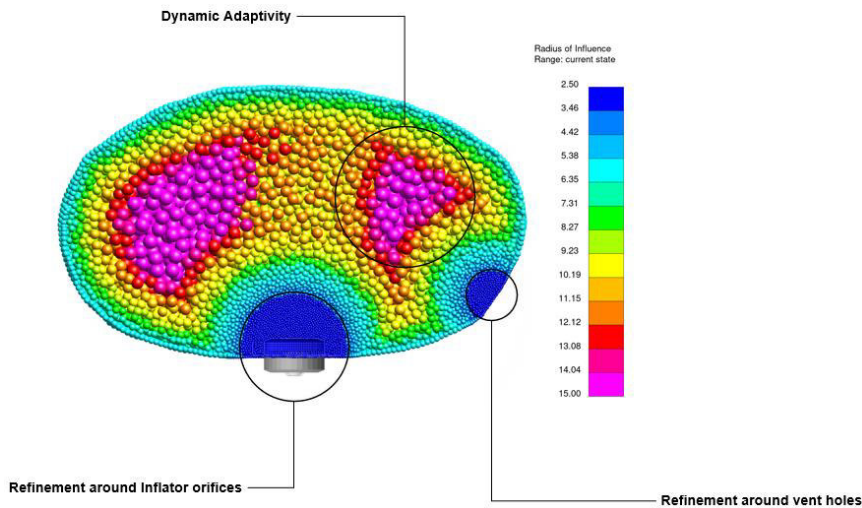 Dynamic Adaptivity
Radius of Influence
Range: current state
2.50
3.46
4.42
5.38
6.35
7.31
8.27
9.23
10.19
11.15
12.12
13.08
14.04
15.00
Refinement around Inflator orifices
Refinement around vent holes